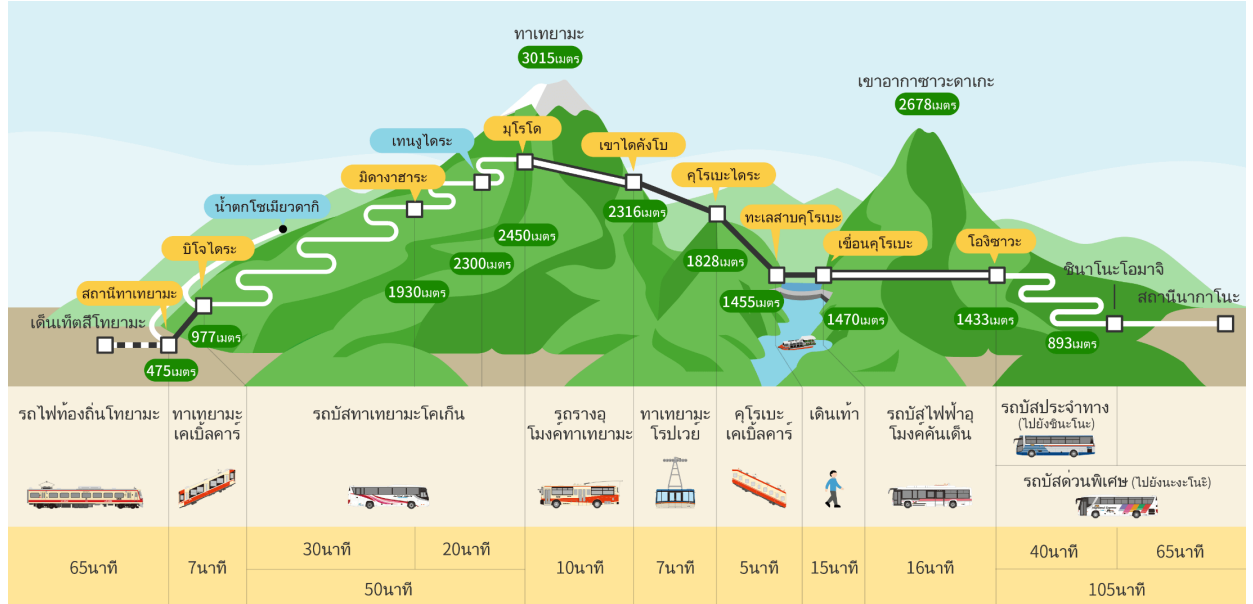 ทาเทยามะ
3015เมตร
เขาอากาซาวะดาเกะ
2678เมตร
เทนงูไดระ
มุโรโด
เขาไดคังโบ
มิดางาฮาระ
คุโรเบะไดระ
น้ำตกโชเมียวดากิ
2316เมตร
ทะเลสาบคุโรเบะ
2450เมตร
บิโจไดระ
เขื่อนคุโรเบะ
โองิซาวะ
2300เมตร
1828เมตร
ชินาโนะโอมาจิ
สถานีทาเทยามะ
1930เมตร
สถานีนากาโนะ
1455เมตร
เด็นเท็ตสึโทยามะ
977เมตร
1470เมตร
1433เมตร
893เมตร
475เมตร
รถไฟท้องถิ่นโทยามะ
ทาเทยามะ
เคเบิ้ลคาร์
รถบัสทาเทยามะโคเก็น
รถรางอุ
โมงค์ทาเทยามะ
ทาเทยามะ
โรปเวย์
คุโรเบะ
เคเบิ้ลคาร์
เดินเท้า
รถบัสไฟฟ้าอุ
โมงค์คันเด็น
รถบัสประจำทาง
(ไปยังชินะโนะ)
รถบัสด่วนพิเศษ (ไปยังนะงะโนะ)
65นาที
7นาที
30นาที
20นาที
50นาที
10นาที
7นาที
5นาที
15นาที
16นาที
40นาที
65นาที
105นาที